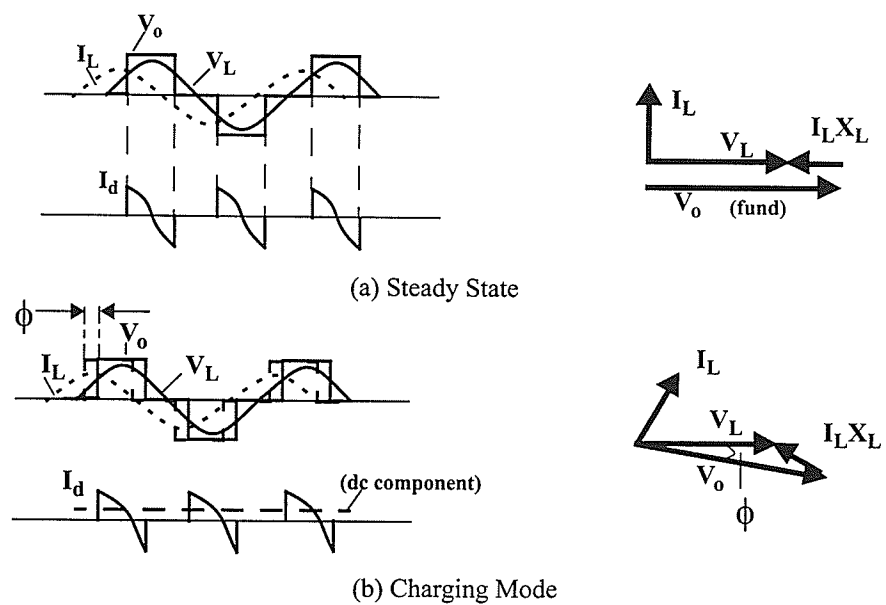 Vo
IL
VL
Id
IL
VL
ILXL
Vo
(fund)
(a) Steady State
ϕ
Vo
IL
VL
Id
(dc component)
IL
VL
ILXL
Vo
ϕ
(b) Charging Mode